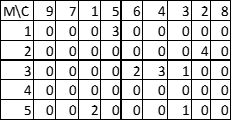 M\C 9 7 1 5 6 4 3 2 8
1 0 0 0 3 0 0 0 0 0
2 0 0 0 0 0 0 0 4 0
3 0 0 0 0 2 3 1 0 0
4 0 0 0 0 0 0 0 0 0
5 0 0 2 0 0 0 1 0 0